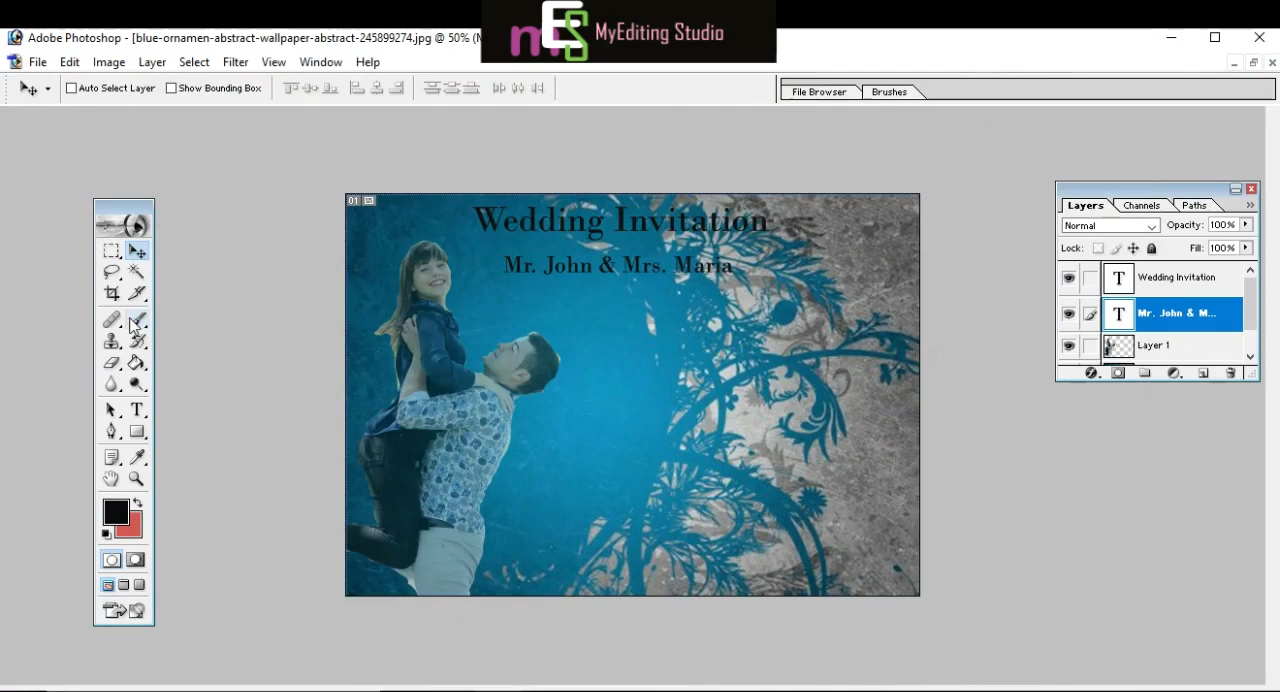 mES MyEditing Studio
Adobe Photoshop - [blue-ornamen-abstract-wallpaper-abstract-245899274.jpg @ 50%
File Edit Image Layer Select Filter View Window Help
Auto Select Layer Show Bounding Box File Browser Brushes
01
Wedding Invitation
Mr. John & Mrs. Maria
Layers Channels Paths
Normal Opacity: 100%
Lock: Fill: 100%
T Wedding Invitation
T Mr. John & M...
Layer 1
T